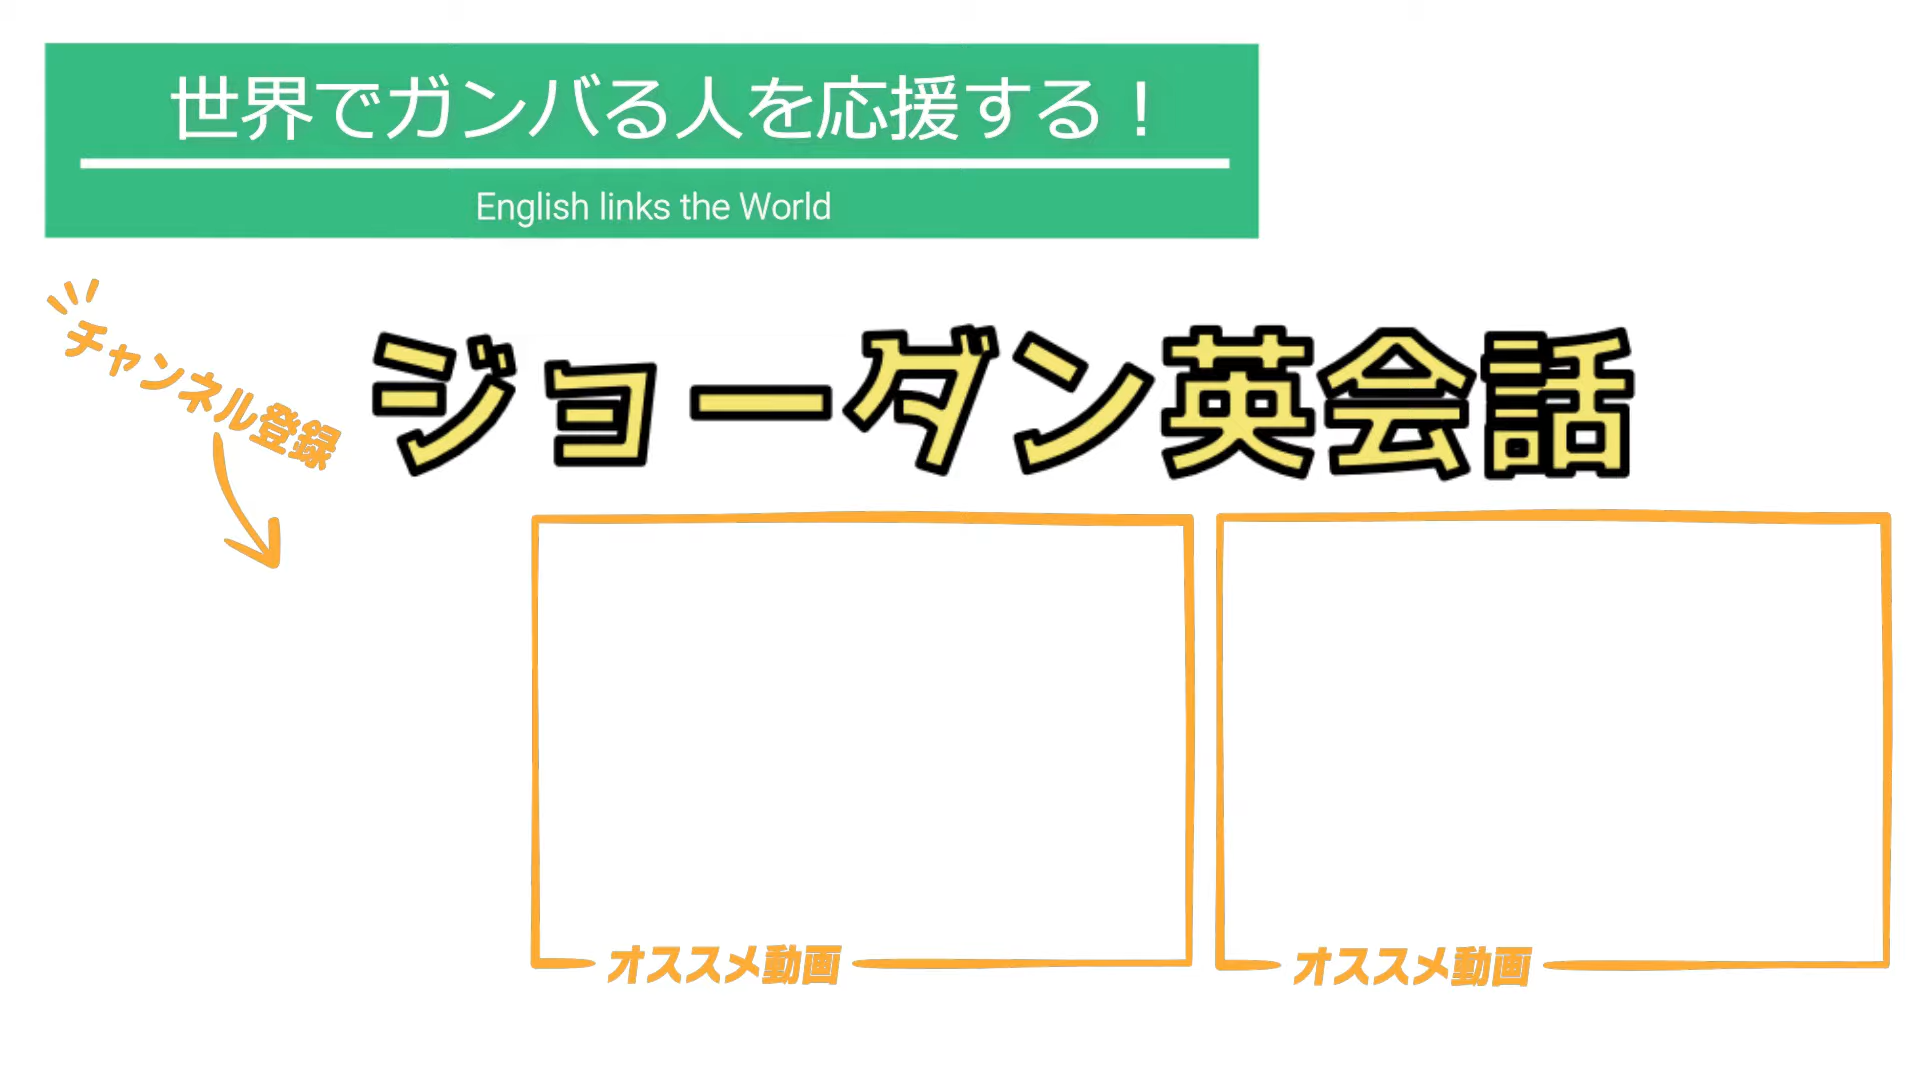 世界でガンバる人を応援する！
English links the World
チャンネル登録
ジョーダン英会話
オススメ動画
オススメ動画